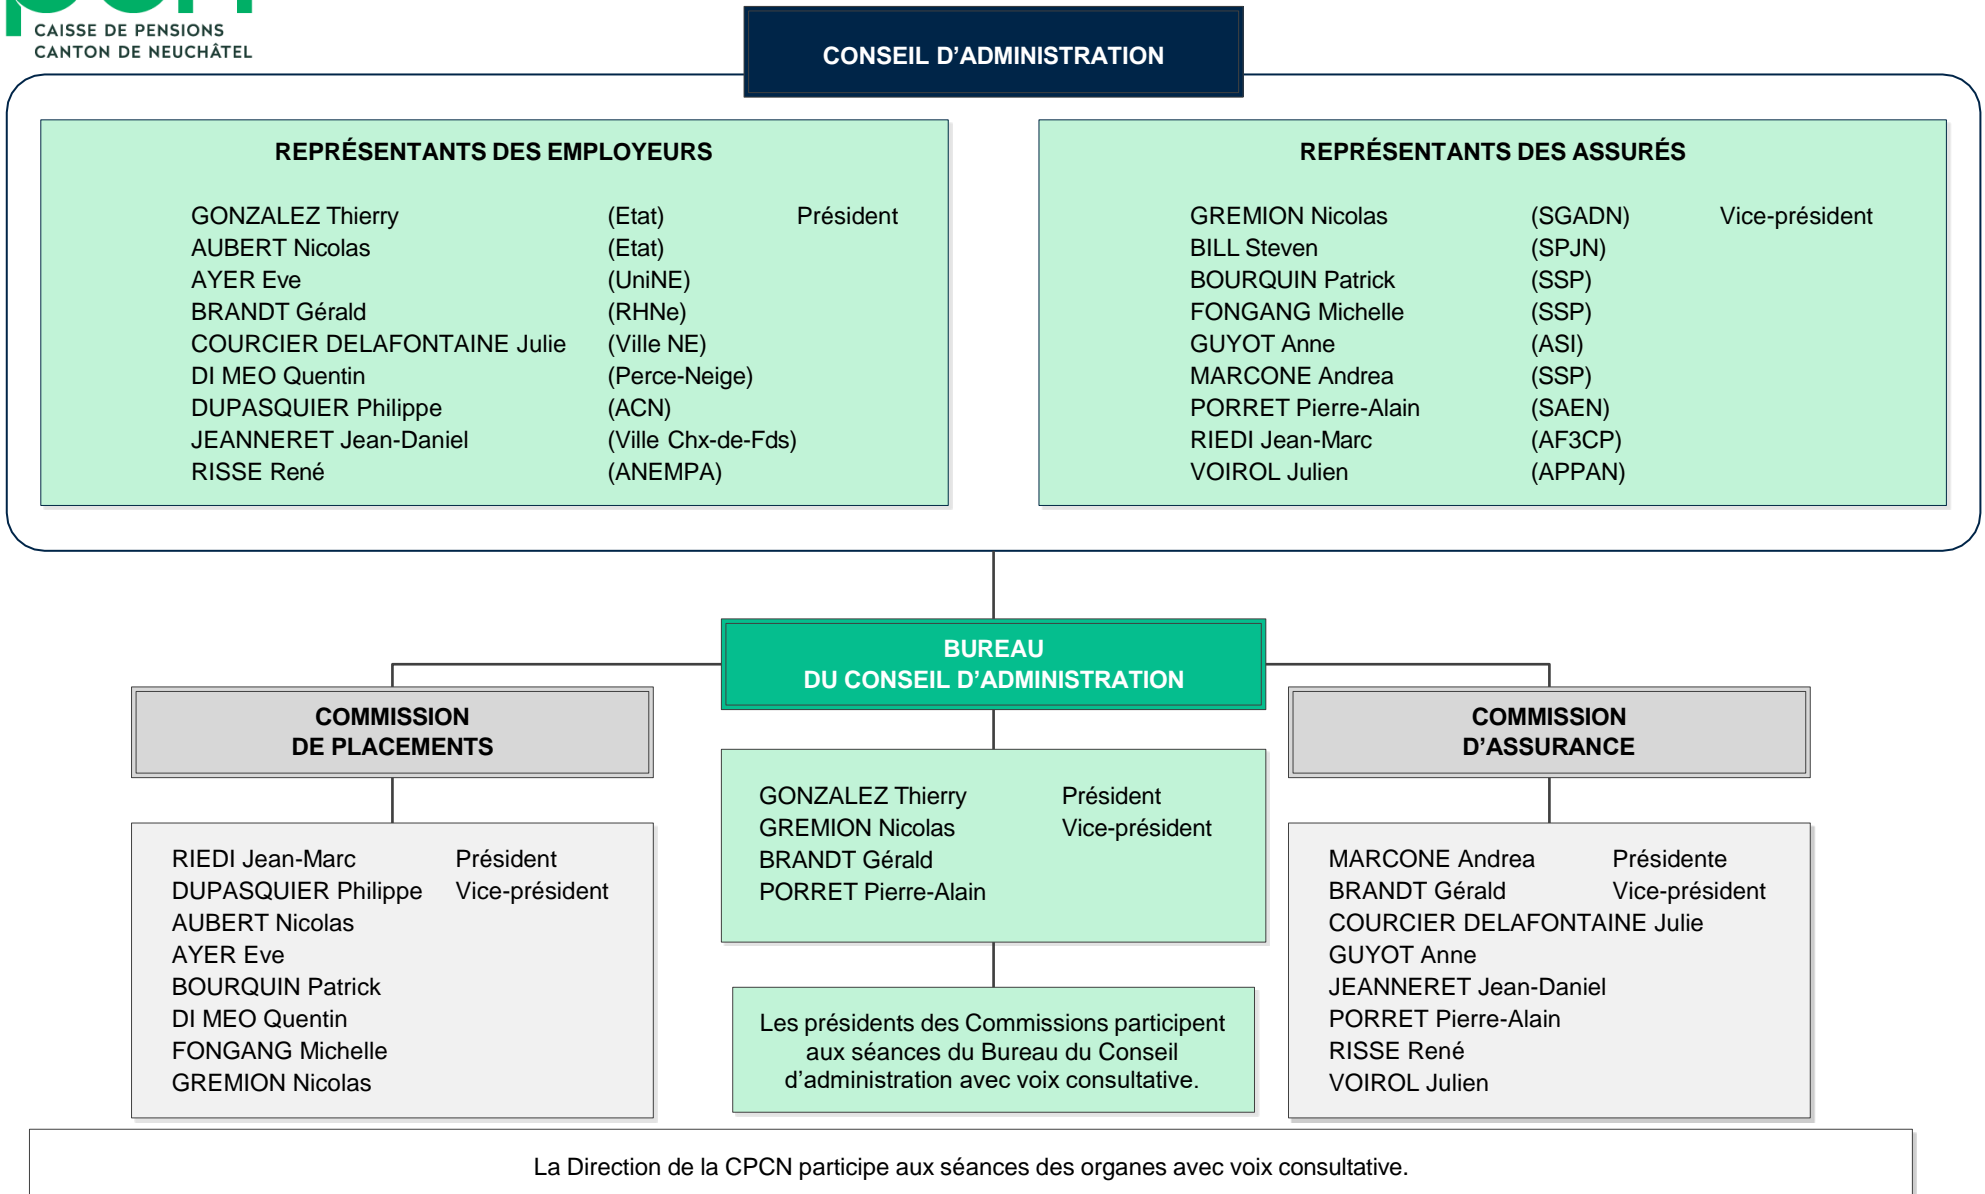 CAISSE DE PENSIONS
CANTON DE NEUCHÂTEL
CONSEIL D'ADMINISTRATION
REPRÉSENTANTS DES EMPLOYEURS
GONZALEZ Thierry (Etat) Président
AUBERT Nicolas (Etat)
AYER Eve (UniNE)
BRANDT Gérald (RHNe)
COURCIER DELAFONTAINE Julie (Ville NE)
DI MEO Quentin (Perce-Neige)
DUPASQUIER Philippe (ACN)
JEANNERET Jean-Daniel (Ville Chx-de-Fds)
RISSE René (ANEMPA)
REPRÉSENTANTS DES ASSURÉS
GREMION Nicolas (SGADN) Vice-président
BILL Steven (SPJN)
BOURQUIN Patrick (SSP)
FONGANG Michelle (SSP)
GUYOT Anne (ASI)
MARCONE Andrea (SSP)
PORRET Pierre-Alain (SAEN)
RIEDI Jean-Marc (AF3CP)
VOIROL Julien (APPAN)
BUREAU
DU CONSEIL D'ADMINISTRATION
COMMISSION
DE PLACEMENTS
RIEDI Jean-Marc Président
DUPASQUIER Philippe Vice-président
AUBERT Nicolas
AYER Eve
BOURQUIN Patrick
DI MEO Quentin
FONGANG Michelle
GREMION Nicolas
GONZALEZ Thierry Président
GREMION Nicolas Vice-président
BRANDT Gérald
PORRET Pierre-Alain
Les présidents des Commissions participent
aux séances du Bureau du Conseil
d'administration avec voix consultative.
COMMISSION
D'ASSURANCE
MARCONE Andrea Présidente
BRANDT Gérald Vice-président
COURCIER DELAFONTAINE Julie
GUYOT Anne
JEANNERET Jean-Daniel
PORRET Pierre-Alain
RISSE René
VOIROL Julien
La Direction de la CPCN participe aux séances des organes avec voix consultative.